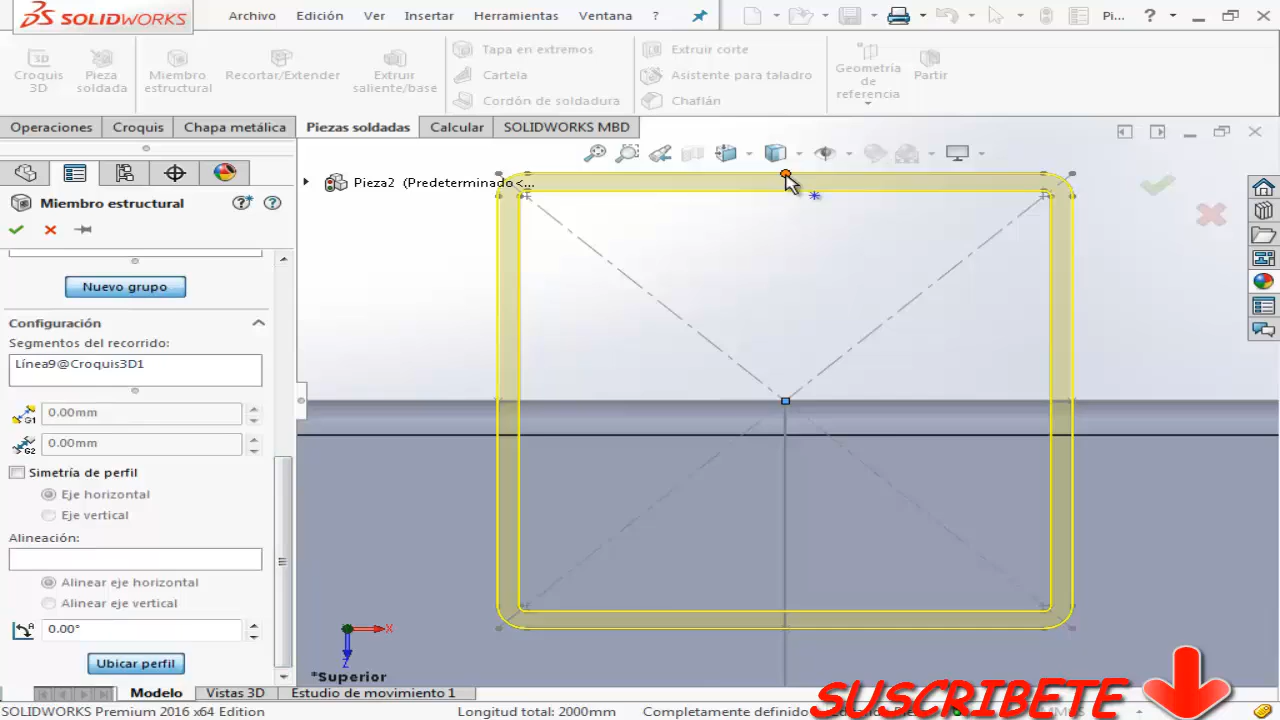 SOLIDWORKS Archivo Edición Ver Insertar Herramientas Ventana ? Pi... ?
Croquis 3D
Pieza soldada
Miembro estructural
Recortar/Extender
Extruir saliente/base
Tapa en extremos
Cartela
Cordón de soldadura
Extruir corte
Asistente para taladro
Chaflán
Geometría de referencia
Partir
Operaciones Croquis Chapa metálica Piezas soldadas Calcular SOLIDWORKS MBD
Pieza2 (Predeterminado<...
Miembro estructural
Nuevo grupo
Configuración
Segmentos del recorrido:
Línea9@Croquis3D1
G1 0.00mm
G2 0.00mm
Simetría de perfil
Eje horizontal
Eje vertical
Alineación:
Alinear eje horizontal
Alinear eje vertical
0.00°
Ubicar perfil
X
Z
*Superior
SUSCRIBETE
Modelo Vistas 3D Estudio de movimiento 1
SOLIDWORKS Premium 2016 x64 Edition Longitud total: 2000mm Completamente definido